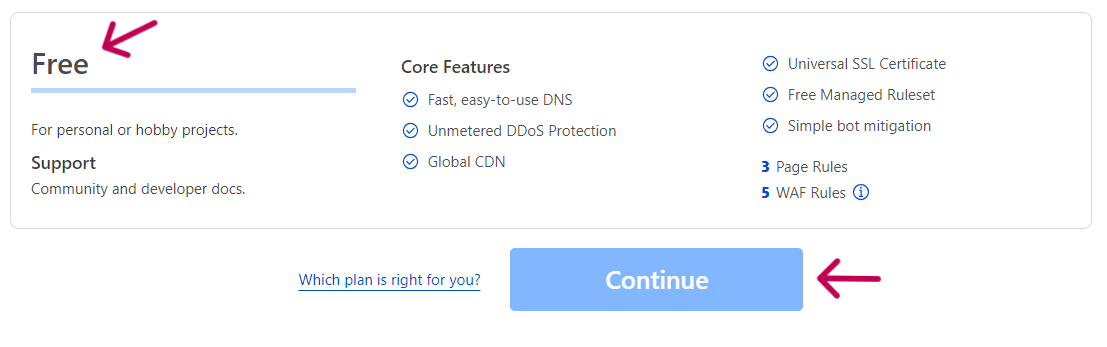 Free
For personal or hobby projects.
Support
Community and developer docs.
Core Features
Fast, easy-to-use DNS
Unmetered DDoS Protection
Global CDN
Universal SSL Certificate
Free Managed Ruleset
Simple bot mitigation
3 Page Rules
5 WAF Rules
Which plan is right for you?
Continue